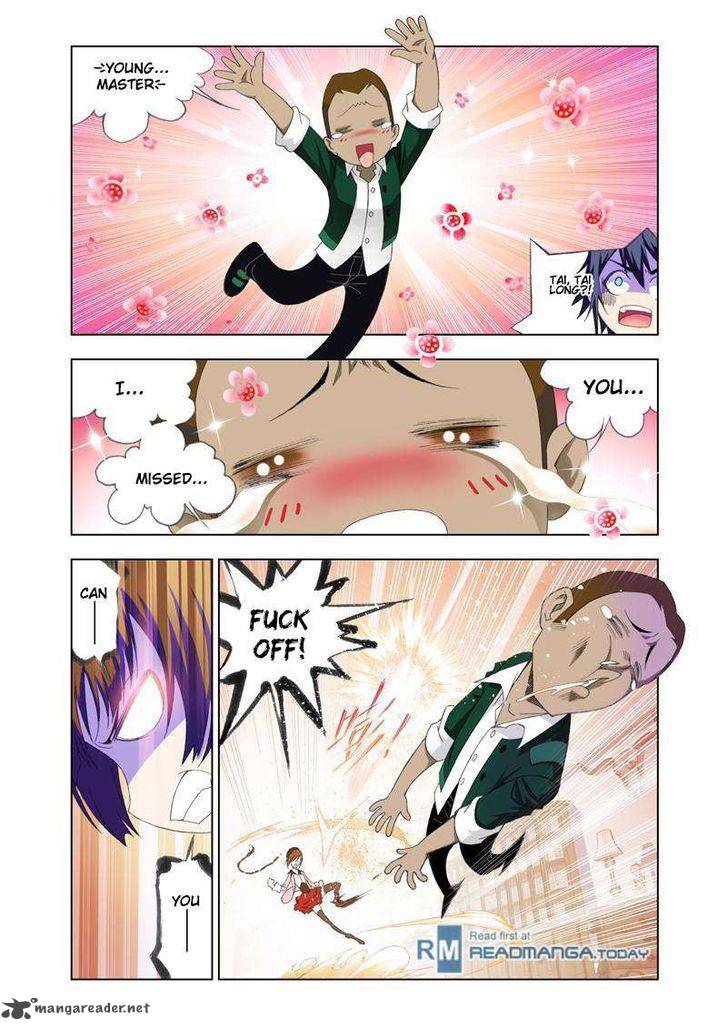 YOUNG...
MASTER
TAI, TAI
LONG?!
I...
MISSED...
YOU...
CAN
YOU
FUCK
OFF!
Read first at
RM READMANGA.TODAY
mangareader.net